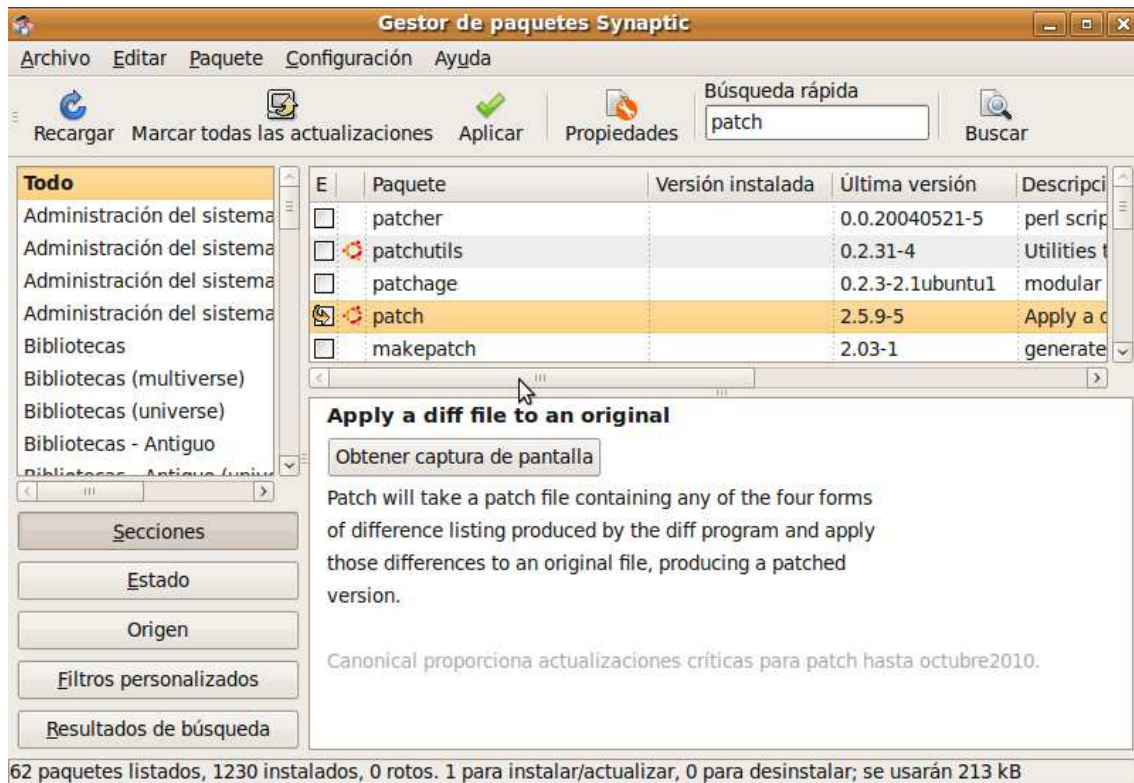 Gestor de paquetes Synaptic
Archivo Editar Paquete Configuración Ayuda
Recargar Marcar todas las actualizaciones Aplicar Propiedades Búsqueda rápida patch Buscar
Todo
Administración del sistema
Administración del sistema
Administración del sistema
Administración del sistema
Bibliotecas
Bibliotecas (multiverse)
Bibliotecas (universe)
Bibliotecas - Antiguo
Bibliotecas - Antiguo (unive
Secciones
Estado
Origen
Filtros personalizados
Resultados de búsqueda
E Paquete Versión instalada Última versión Descripci
patcher 0.0.20040521-5 perl scrip
patchutils 0.2.31-4 Utilities t
patchage 0.2.3-2.1ubuntu1 modular
patch 2.5.9-5 Apply a d
makepatch 2.03-1 generate
Apply a diff file to an original
Obtener captura de pantalla
Patch will take a patch file containing any of the four forms
of difference listing produced by the diff program and apply
those differences to an original file, producing a patched
version.
Canonical proporciona actualizaciones críticas para patch hasta octubre2010.
62 paquetes listados, 1230 instalados, 0 rotos. 1 para instalar/actualizar, 0 para desinstalar; se usarán 213 kB